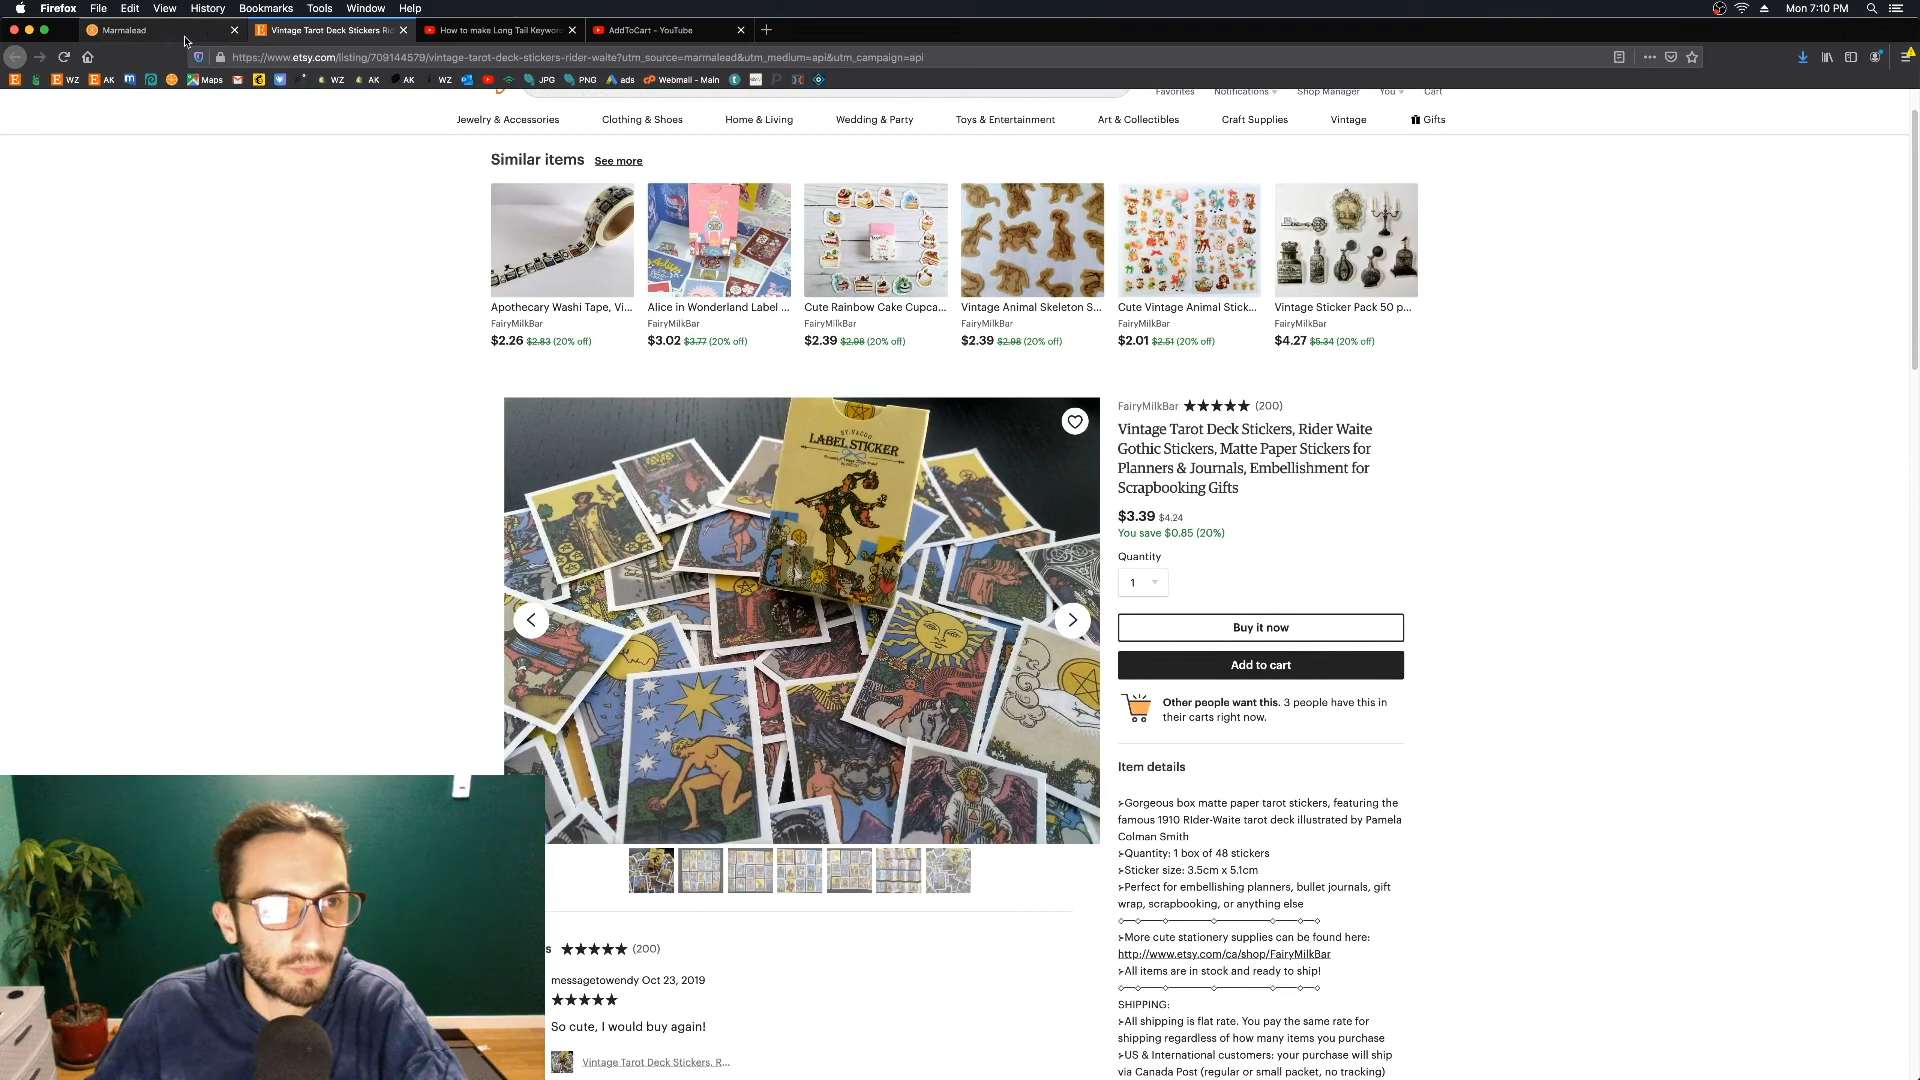 Firefox File Edit View History Bookmarks Tools Window Help Mon 7:10 PM
Marmalead
Vintage Tarot Deck Stickers Ri
How to make Long Tail Keywor
AddToCart - YouTube
https://www.etsy.com/listing/709144579/vintage-tarot-deck-stickers-rider-waite?utm_source=marmalead&utm_medium=api&utm_campaign=api
WZ AK Maps WZ AK AK WZ JPG PNG ads Webmail - Main
Favorites Notifications Shop Manager You Cart
Jewelry & Accessories Clothing & Shoes Home & Living Wedding & Party Toys & Entertainment Art & Collectibles Craft Supplies Vintage Gifts
Similar items See more
Apothecary Washi Tape, Vi...
FairyMilkBar
$2.26 $2.83 (20% off)
Alice in Wonderland Label ...
FairyMilkBar
$3.02 $3.77 (20% off)
Cute Rainbow Cake Cupca...
FairyMilkBar
$2.39 $2.98 (20% off)
Vintage Animal Skeleton S...
FairyMilkBar
$2.39 $2.98 (20% off)
Cute Vintage Animal Stick...
FairyMilkBar
$2.01 $2.51 (20% off)
Vintage Sticker Pack 50 p...
FairyMilkBar
$4.27 $5.34 (20% off)
LABEL STICKER
FairyMilkBar ★★★★★ (200)
Vintage Tarot Deck Stickers, Rider Waite
Gothic Stickers, Matte Paper Stickers for
Planners & Journals, Embellishment for
Scrapbooking Gifts
$3.39 $4.24
You save $0.85 (20%)
Quantity
1
Buy it now
Add to cart
Other people want this. 3 people have this in
their carts right now.
Item details
➢Gorgeous box matte paper tarot stickers, featuring the
famous 1910 RIder-Waite tarot deck illustrated by Pamela
Colman Smith
➢Quantity: 1 box of 48 stickers
➢Sticker size: 3.5cm x 5.1cm
➢Perfect for embellishing planners, bullet journals, gift
wrap, scrapbooking, or anything else
➢More cute stationery supplies can be found here:
http://www.etsy.com/ca/shop/FairyMilkBar
➢All items are in stock and ready to ship!
SHIPPING:
➢All shipping is flat rate. You pay the same rate for
shipping regardless of how many items you purchase
➢US & International customers: your purchase will ship
via Canada Post (regular or small packet, no tracking)
s ★★★★★ (200)
messagetowendy Oct 23, 2019
★★★★★
So cute, I would buy again!
Vintage Tarot Deck Stickers, R...